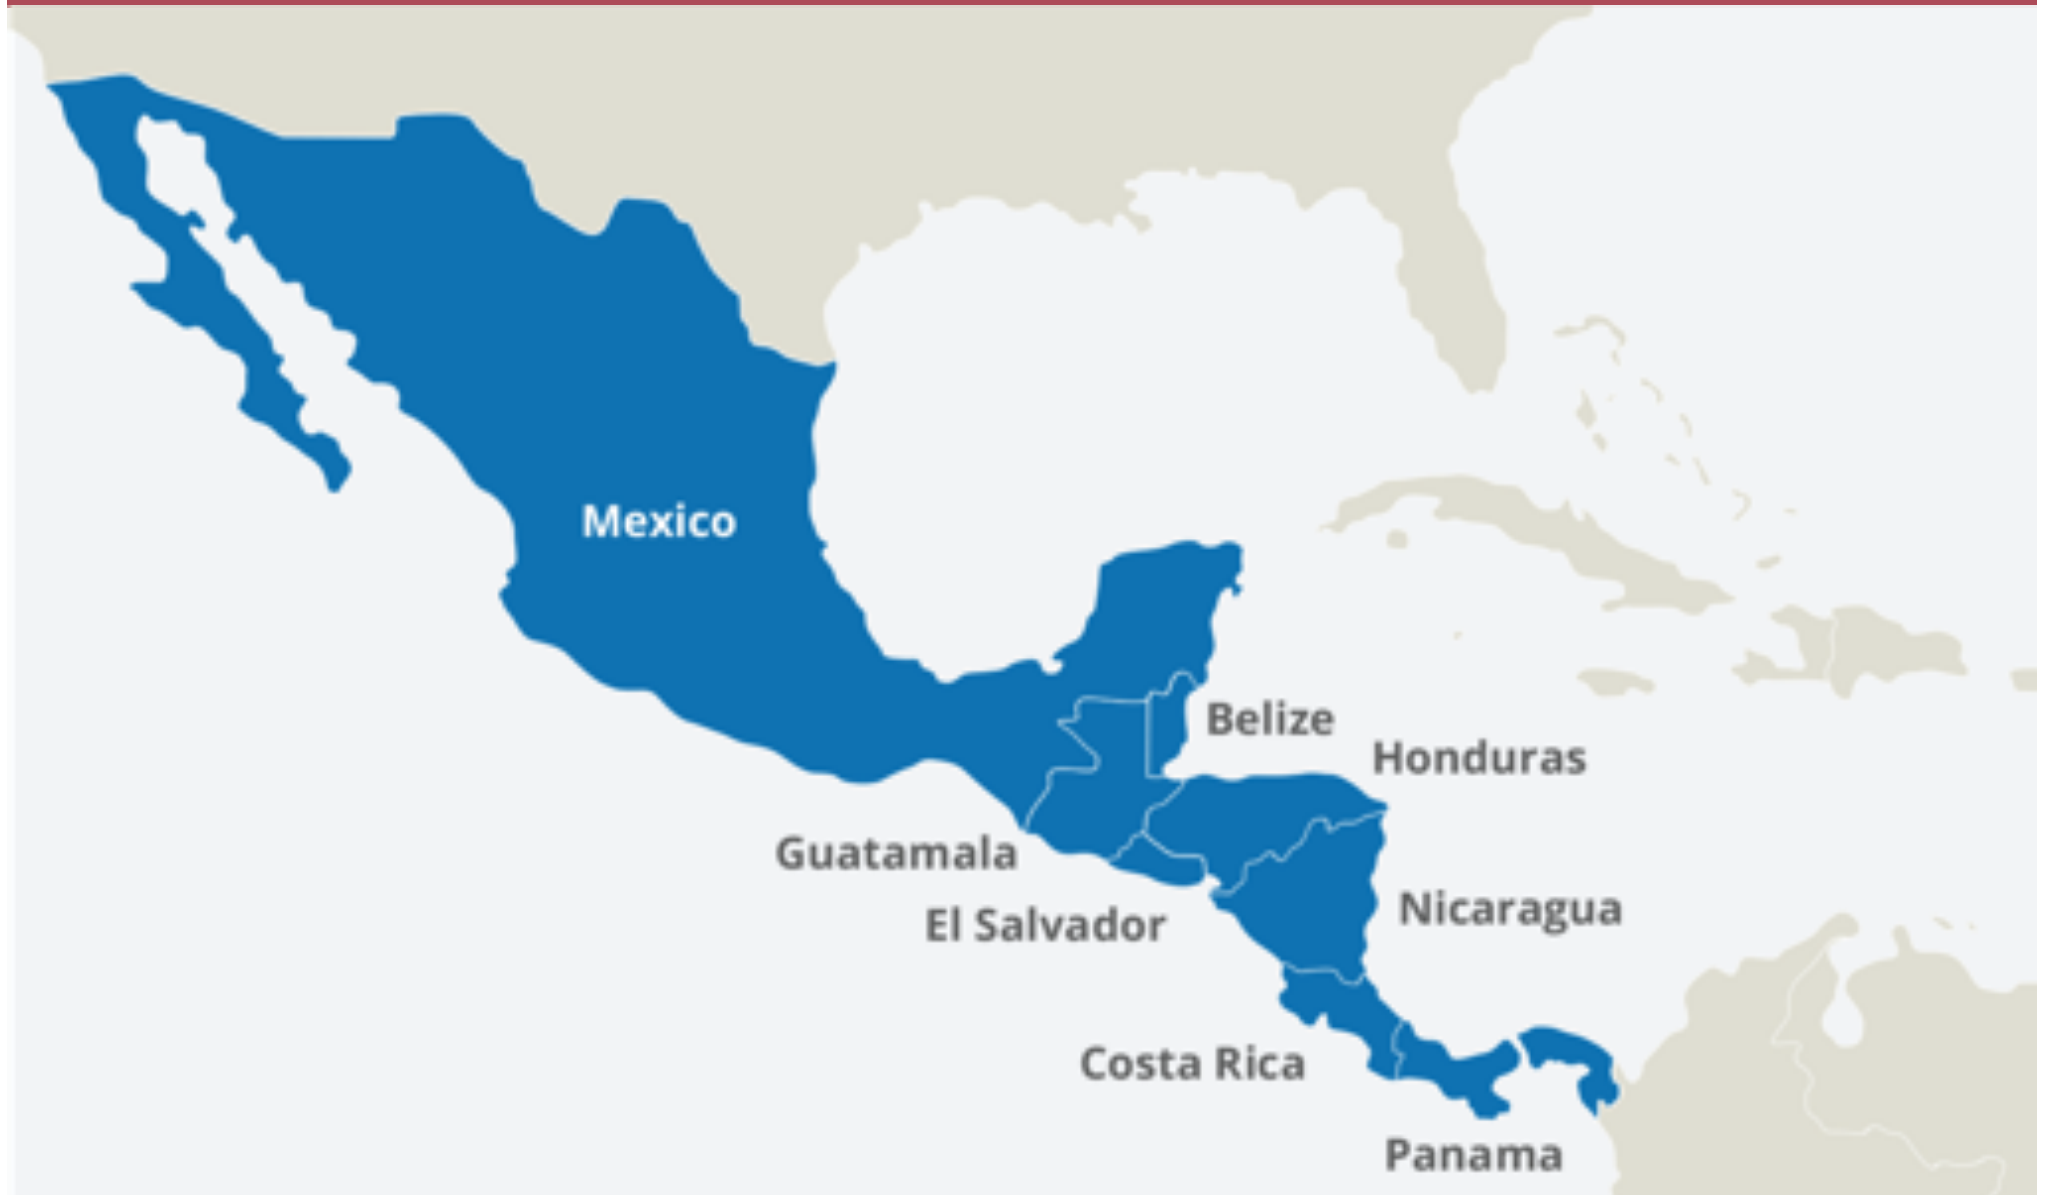 Mexico
Belize
Honduras
Guatamala
Nicaragua
El Salvador
Costa Rica
Panama